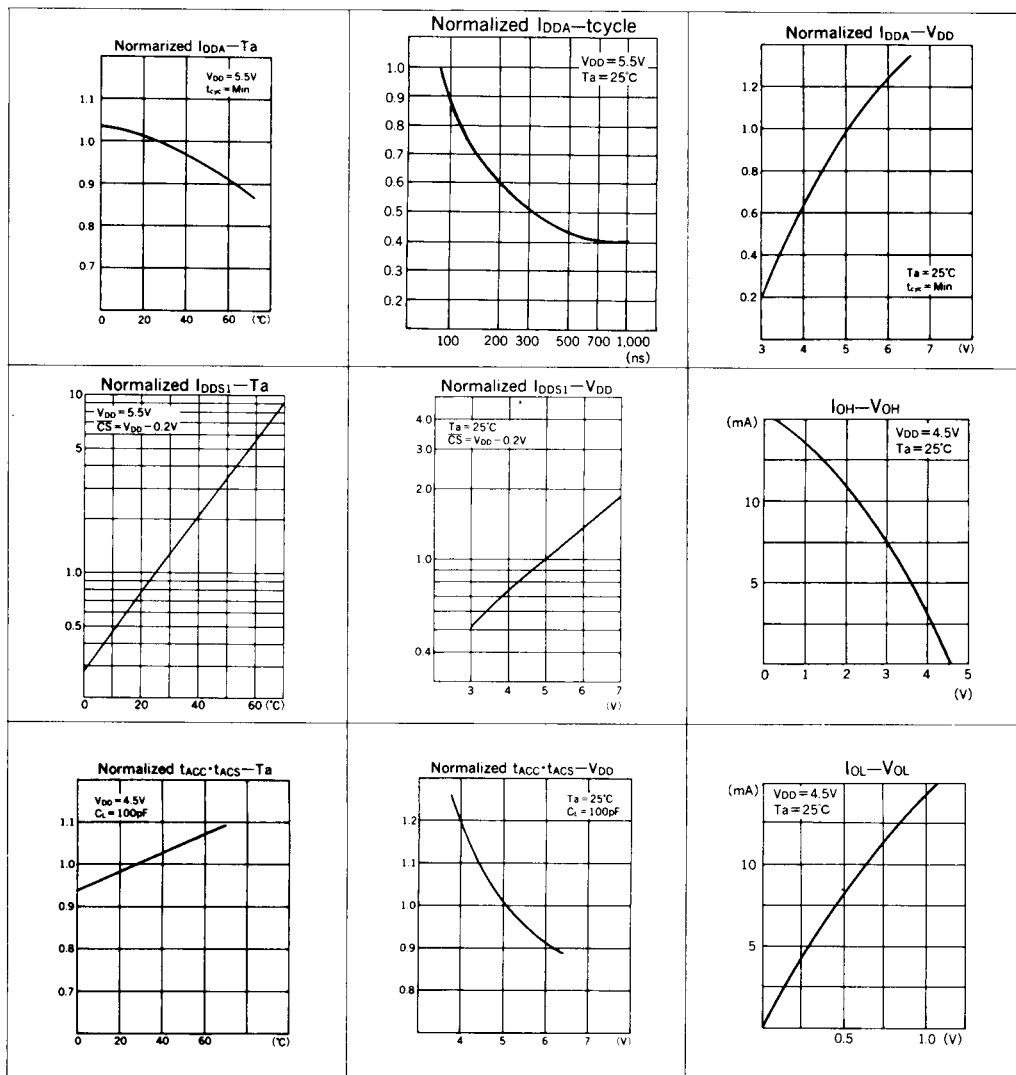 Normarized IDDA—Ta
VDD=5.5V
tcyc=Min
1.1
1.0
0.9
0.8
0.7
0 20 40 60 (℃)
Normalized IDDA—tcycle
VDD=5.5V
Ta=25℃
1.0
0.9
0.8
0.7
0.6
0.5
0.4
0.3
0.2
100 200 300 500 700 1,000
(ns)
Normalized IDDA—VDD
1.2
1.0
0.8
0.6
0.4
0.2
Ta=25℃
tcyc=Min
3 4 5 6 7 (V)
Normalized IDDS1—Ta
10
VDD=5.5V
CS=VDD−0.2V
5
1.0
0.5
0 20 40 60 (℃)
Normalized IDDS1—VDD
4.0
Ta=25℃
CS=VDD−0.2V
3.0
2.0
1.0
0.4
3 4 5 6 7
(V)
IOH—VOH
(mA)
VDD=4.5V
Ta=25℃
10
5
0 1 2 3 4 5
(V)
Normalized tACC·tACS—Ta
VDD=4.5V
CL=100pF
1.1
1.0
0.9
0.8
0.7
0 20 40 60 (℃)
Normalized tACC·tACS—VDD
Ta=25℃
CL=100pF
1.2
1.1
1.0
0.9
0.8
4 5 6 7 (V)
IOL—VOL
(mA)
VDD=4.5V
Ta=25℃
10
5
0.5 1.0 (V)